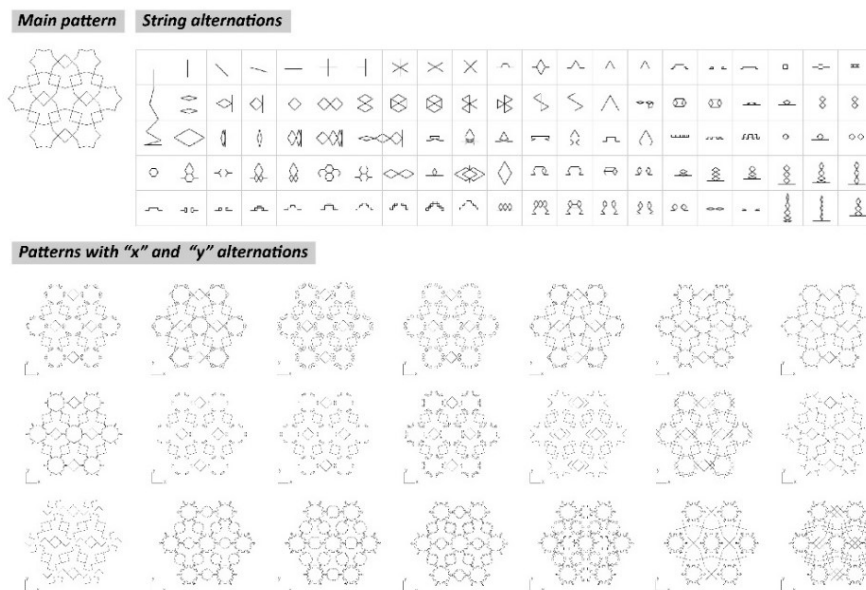 Main pattern
String alternations
Patterns with “x” and “y” alternations